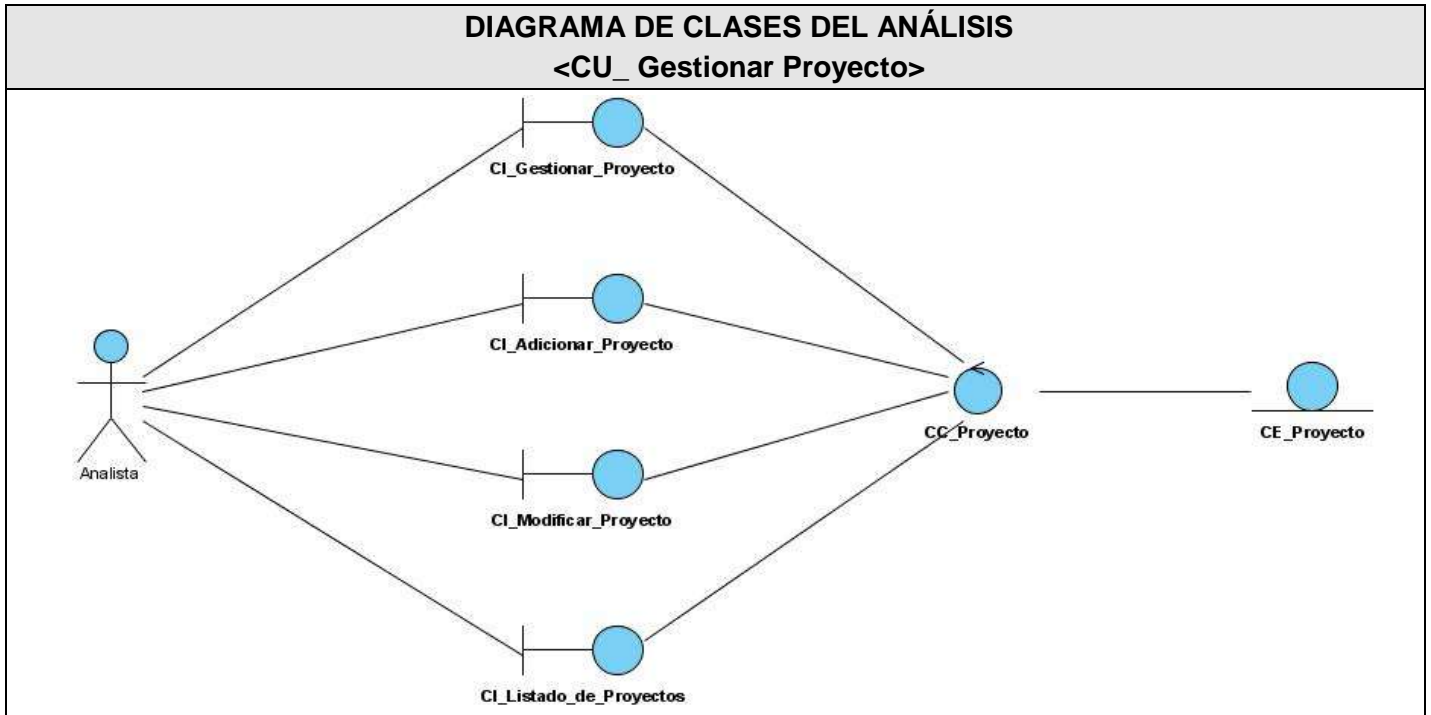 DIAGRAMA DE CLASES DEL ANÁLISIS
<CU_ Gestionar Proyecto>
CI_Gestionar_Proyecto
CI_Adicionar_Proyecto
Analista
CC_Proyecto
CE_Proyecto
CI_Modificar_Proyecto
CI_Listado_de_Proyectos